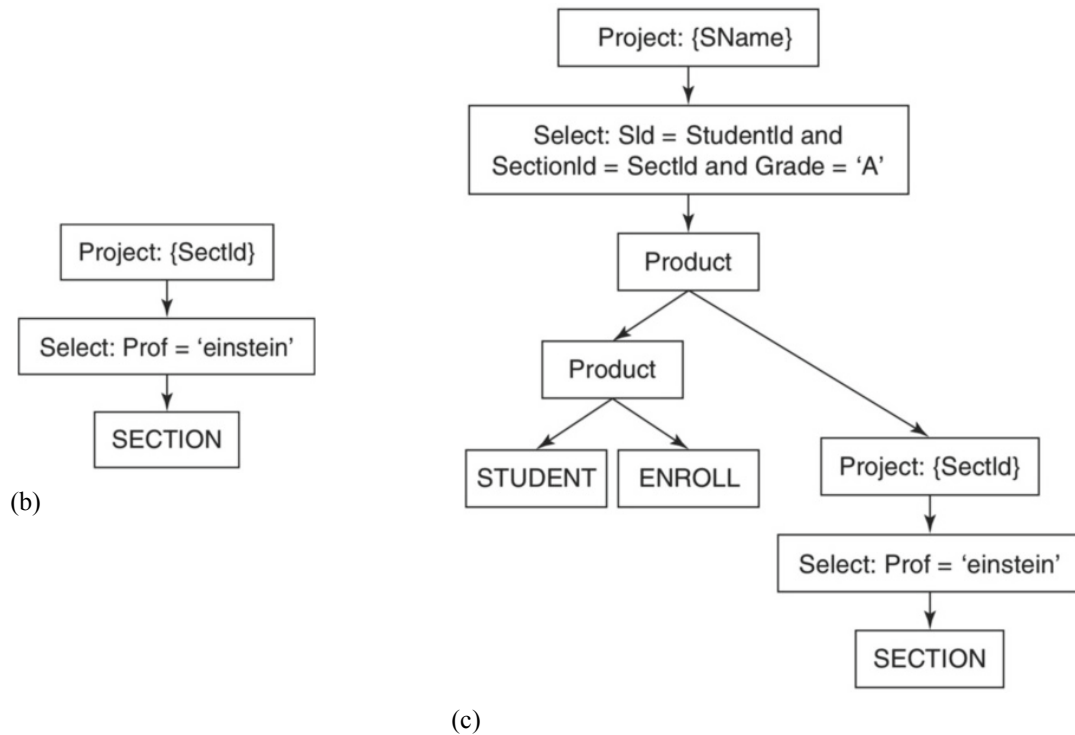 Project: {SectId}
Select: Prof = ‘einstein’
SECTION
(b)
Project: {SName}
Select: SId = StudentId and
SectionId = SectId and Grade = ‘A’
Product
Product
STUDENT
ENROLL
Project: {SectId}
Select: Prof = ‘einstein’
SECTION
(c)